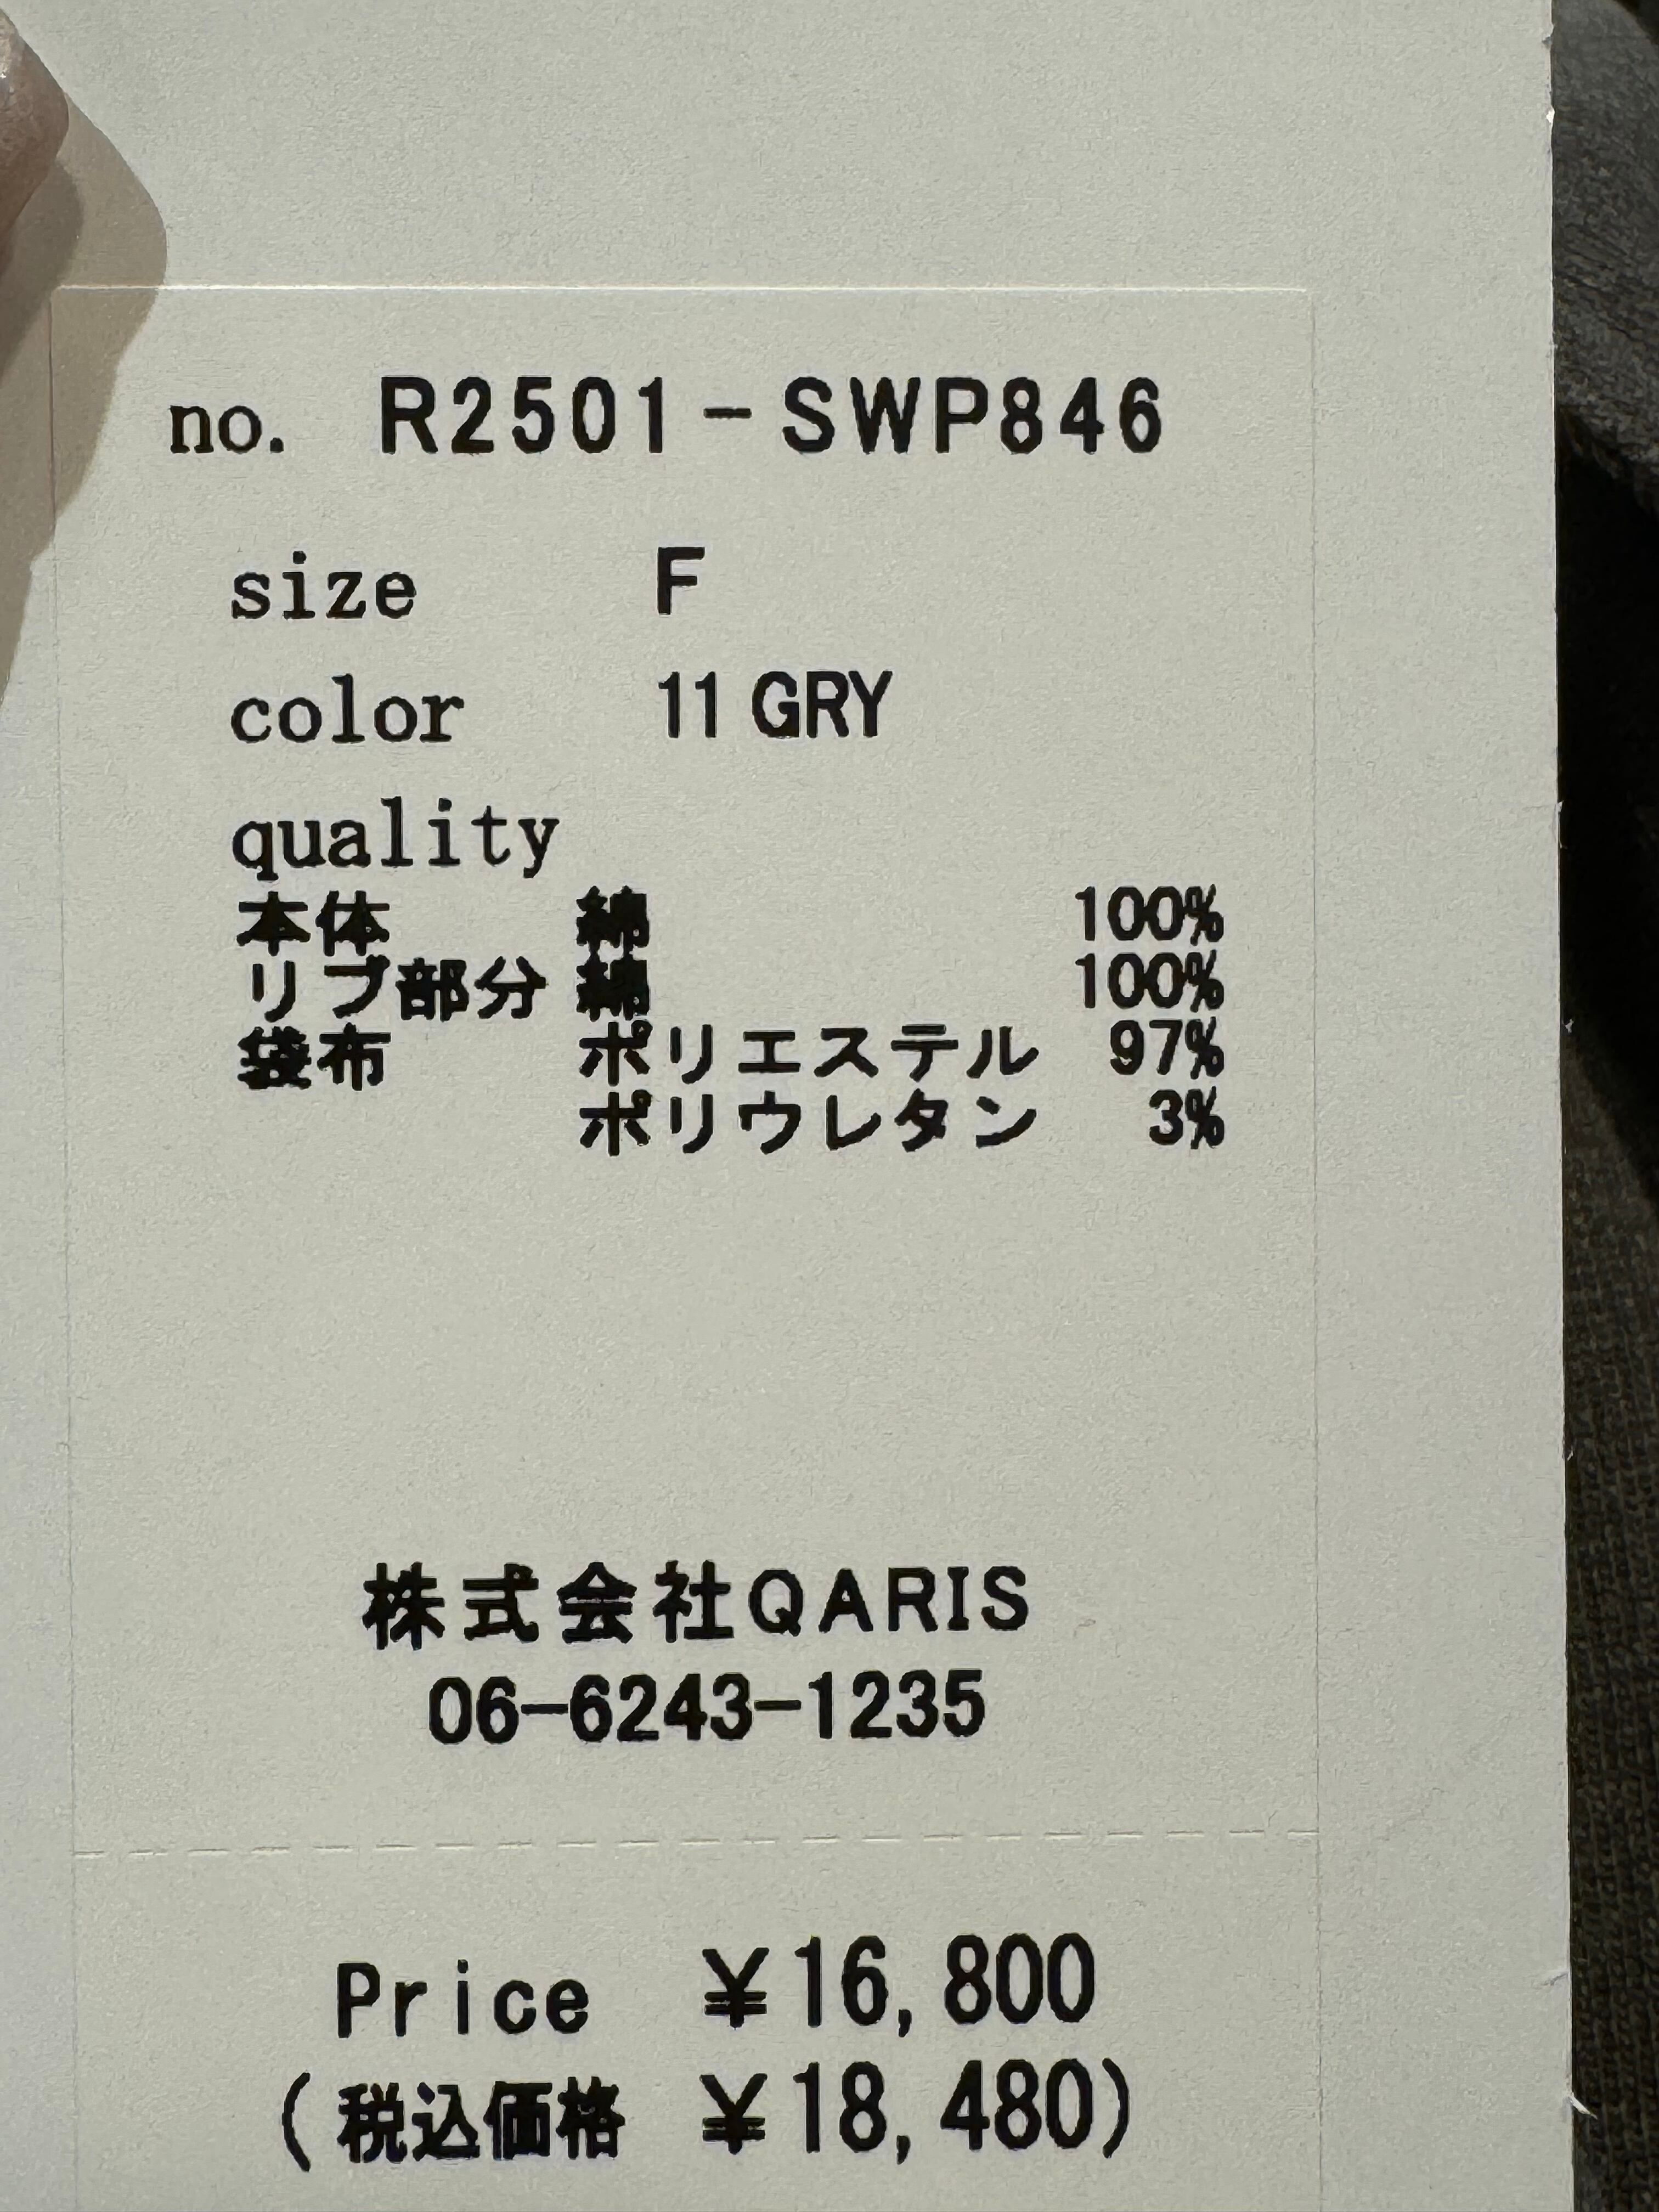 no. R2501-SWP846
size F
color 11 GRY
quality
本体 綿 100%
リブ部分 綿 100%
袋布 ポリエステル 97%
ポリウレタン 3%
株式会社QARIS
06-6243-1235
Price ¥16,800
(税込価格 ¥18,480)